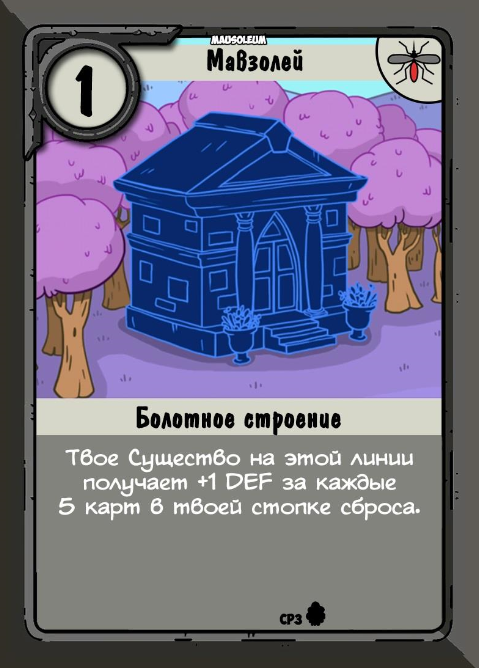 MAUSOLEUM
Мавзолей
1
Болотное строение
Твое Существо на этой линии
получает +1 DEF за каждые
5 карт в твоей стопке сброса.
CP3